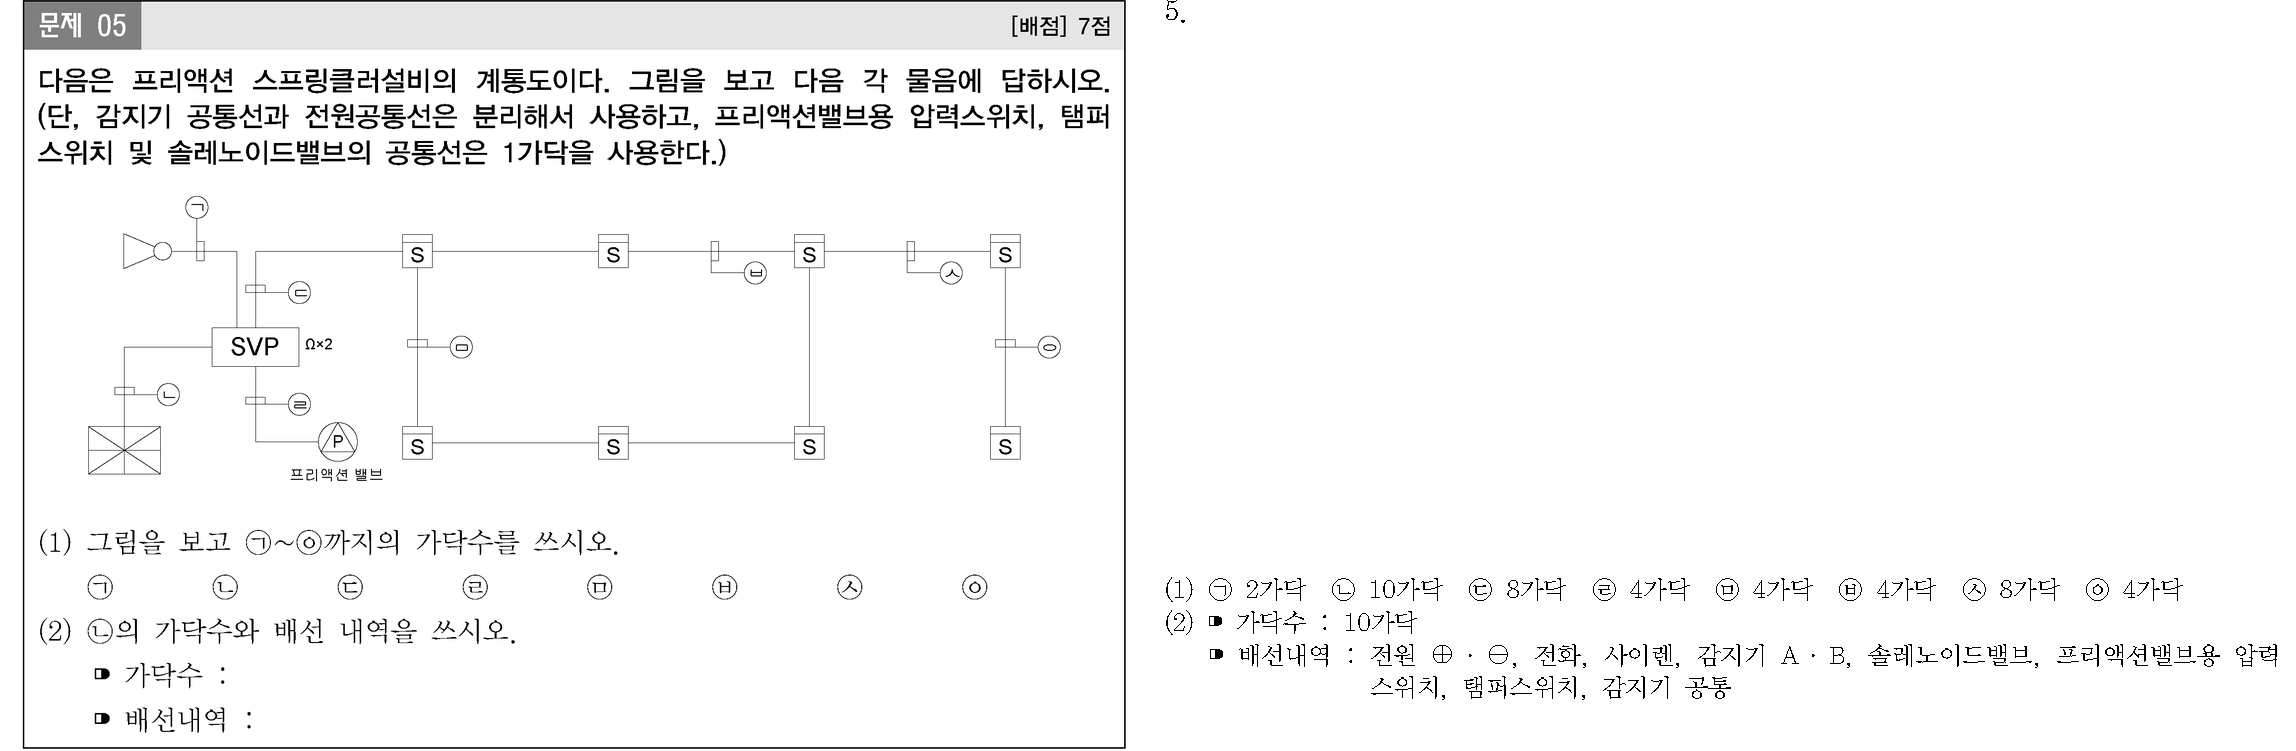 문제 05
[배점] 7점
다음은 프리액션 스프링클러설비의 계통도이다. 그림을 보고 다음 각 물음에 답하시오.
(단, 감지기 공통선과 전원공통선은 분리해서 사용하고, 프리액션밸브용 압력스위치, 탬퍼
스위치 및 솔레노이드밸브의 공통선은 1가닥을 사용한다.)
㉠
S
S
㉥
S
㉦
S
㉢
SVP
Ω×2
㉤
㉧
㉡
㉣
P
프리액션 밸브
S
S
S
S
(1) 그림을 보고 ㉠~㉧까지의 가닥수를 쓰시오.
㉠ ㉡ ㉢ ㉣ ㉤ ㉥ ㉦ ㉧
(2) ㉡의 가닥수와 배선 내역을 쓰시오.
가닥수 :
배선내역 :
5.
(1) ㉠ 2가닥 ㉡ 10가닥 ㉢ 8가닥 ㉣ 4가닥 ㉤ 4가닥 ㉥ 4가닥 ㉦ 8가닥 ㉧ 4가닥
(2) 가닥수 : 10가닥
배선내역 : 전원 ⊕ · ⊖, 전화, 사이렌, 감지기 A · B, 솔레노이드밸브, 프리액션밸브용 압력
스위치, 탬퍼스위치, 감지기 공통